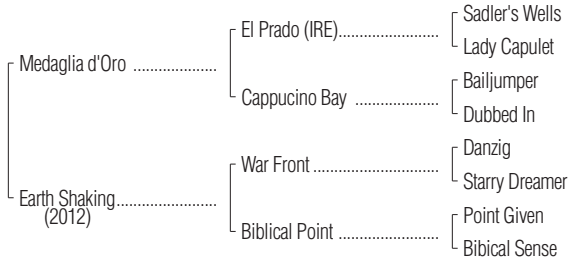 Sadler's Wells
El Prado (IRE)....................
Lady Capulet
Medaglia d'Oro .................
Bailjumper
Cappucino Bay .................
Dubbed In
Danzig
War Front .........................
Starry Dreamer
Earth Shaking....................
(2012)
Point Given
Biblical Point ....................
Bibical Sense